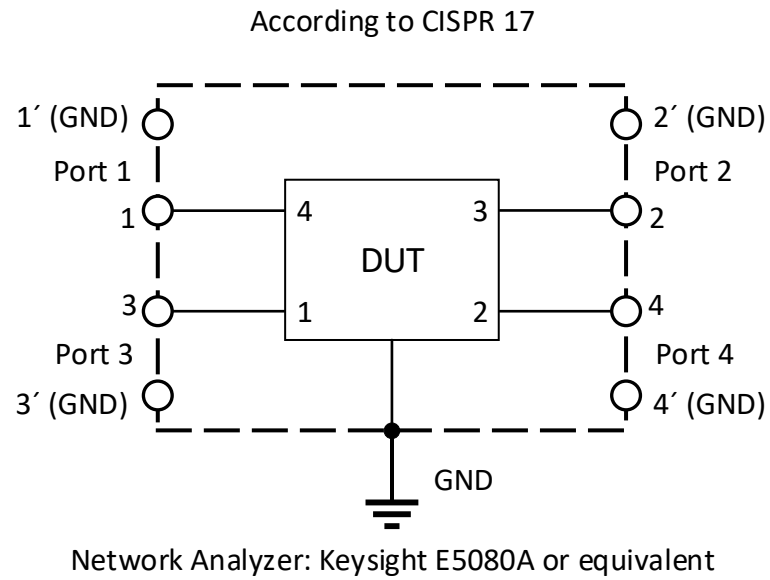 According to CISPR 17
1´ (GND) 2´ (GND)
Port 1 Port 2
1 4 3 2
DUT
3 1 2 4
Port 3 Port 4
3´ (GND) 4´ (GND)
GND
Network Analyzer: Keysight E5080A or equivalent